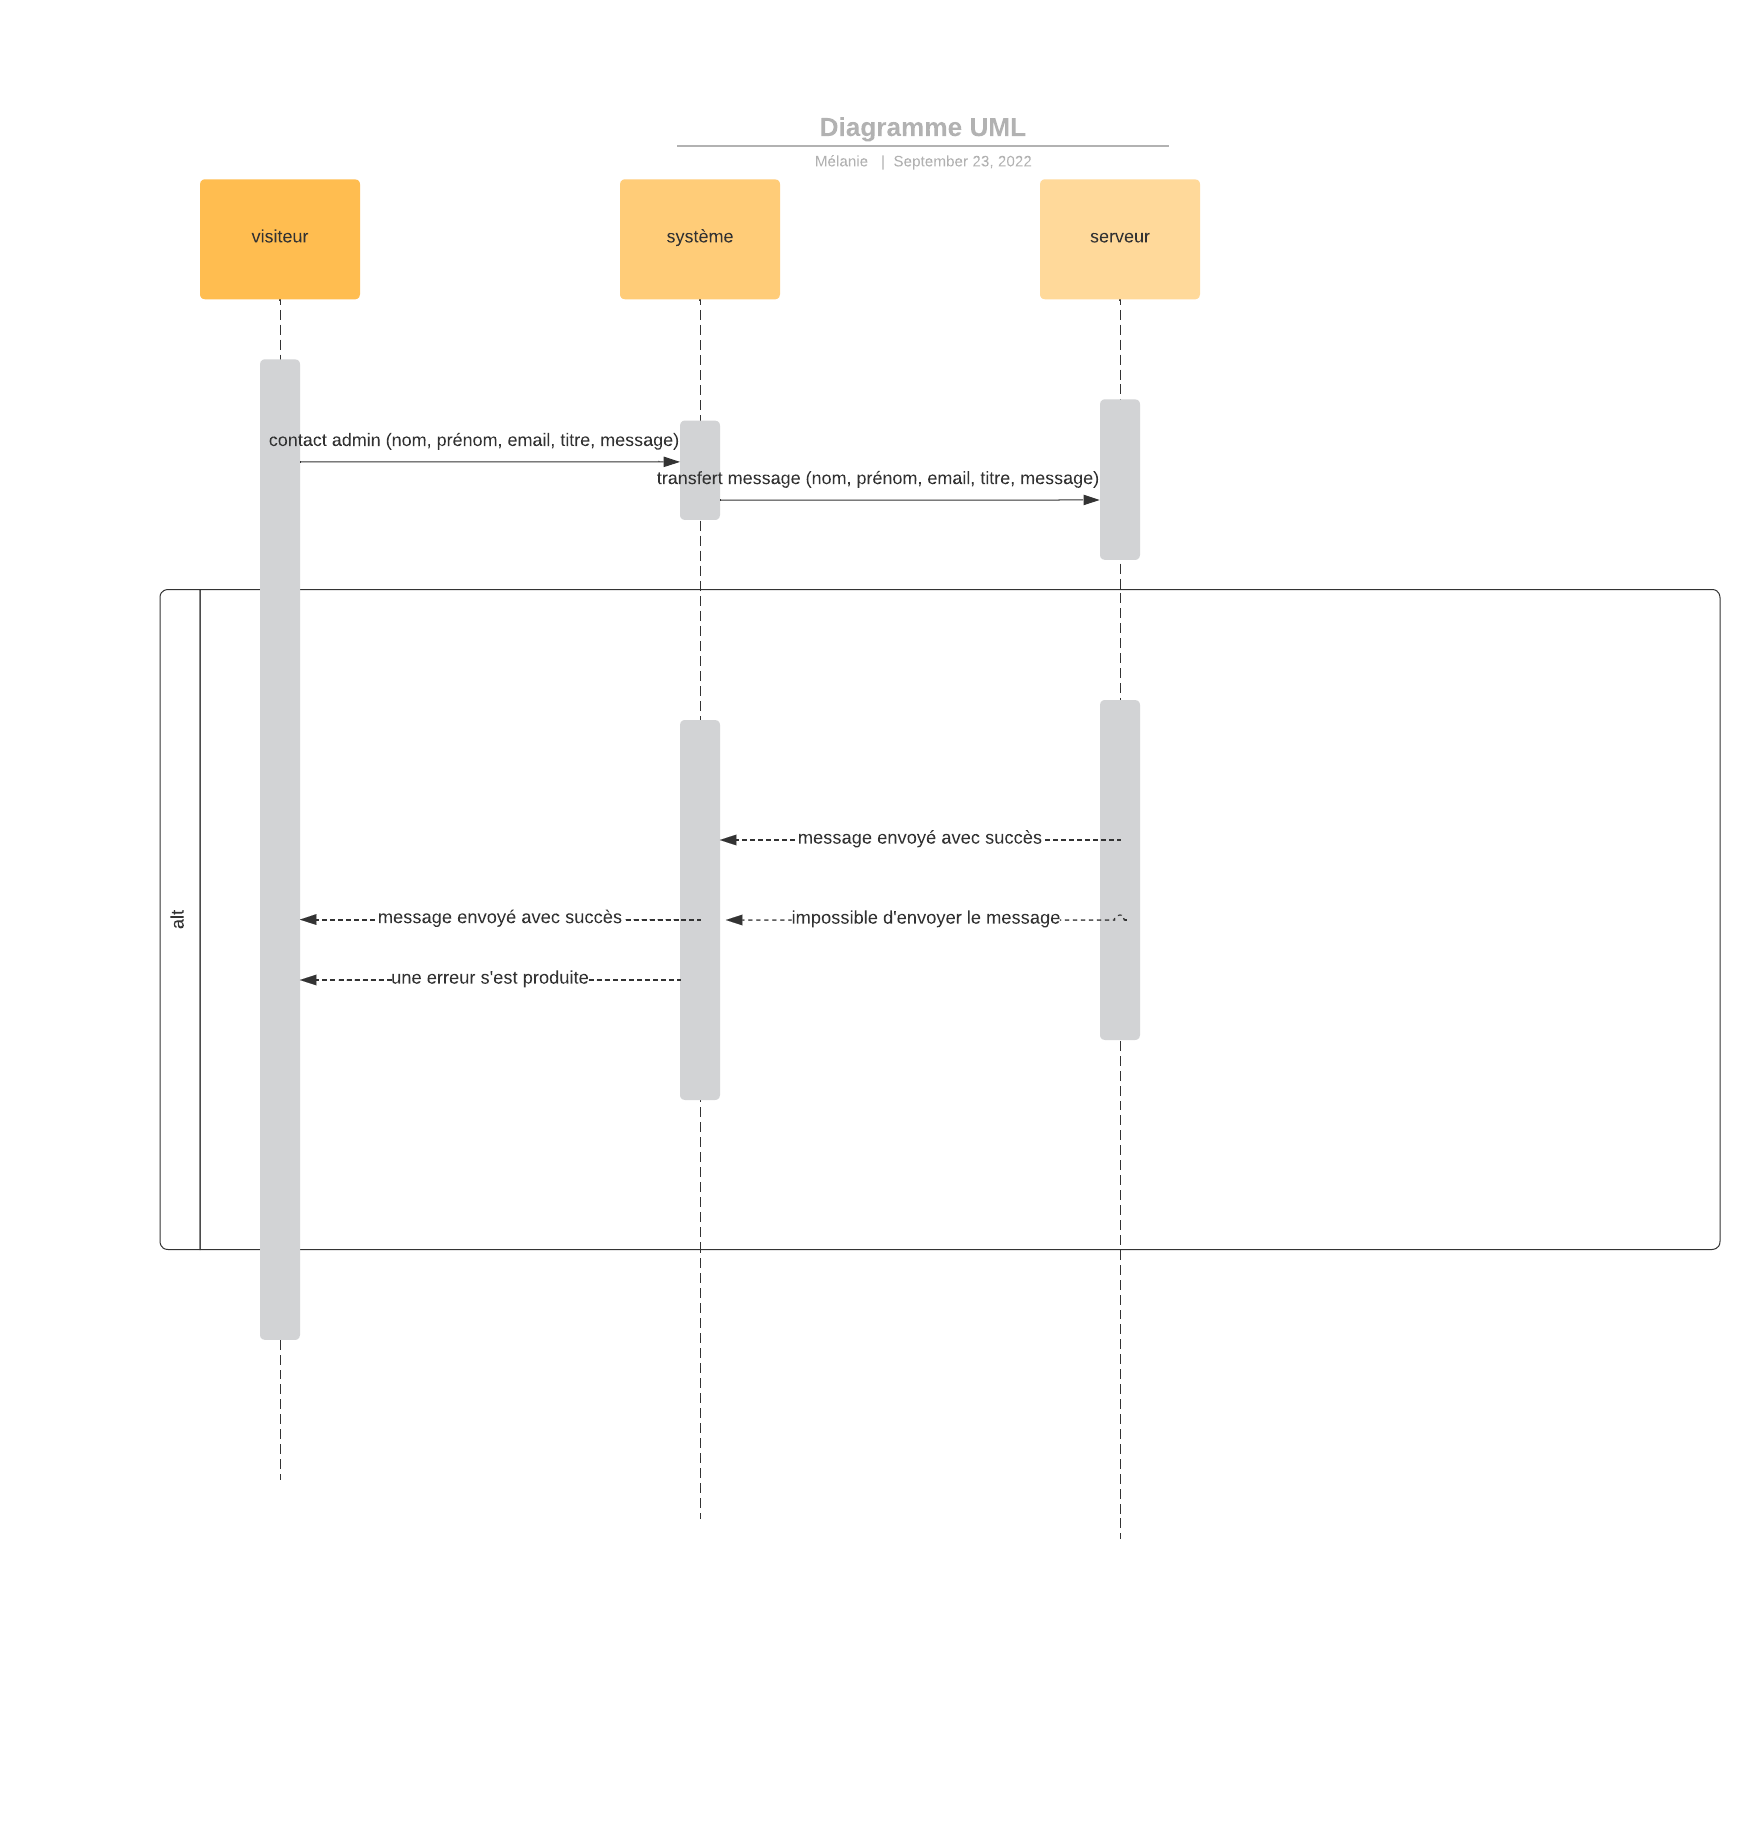 Diagramme UML
Mélanie | September 23, 2022
visiteur
système
serveur
contact admin (nom, prénom, email, titre, message)
transfert message (nom, prénom, email, titre, message)
alt
message envoyé avec succès
message envoyé avec succès
impossible d'envoyer le message
une erreur s'est produite